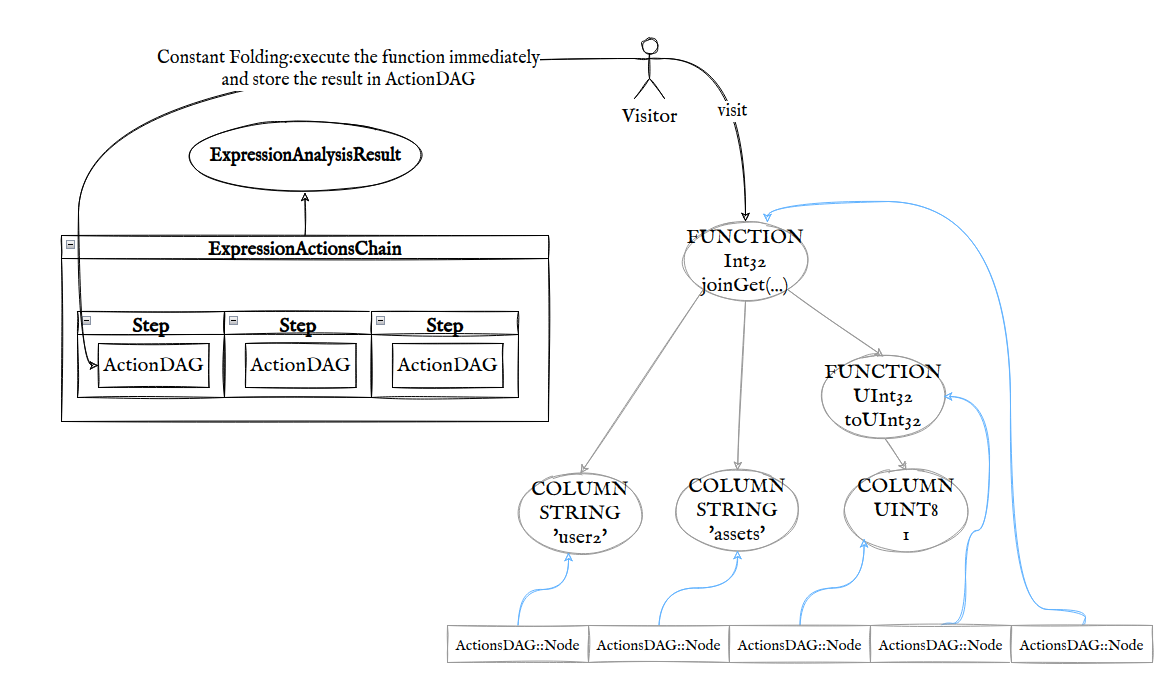 Constant Folding:execute the function immediately
and store the result in ActionDAG
Visitor
visit
ExpressionAnalysisResult
ExpressionActionsChain
Step
Step
Step
ActionDAG
ActionDAG
ActionDAG
FUNCTION
Int32
joinGet(...)
FUNCTION
UInt32
toUInt32
COLUMN
STRING
'user2'
COLUMN
STRING
'assets'
COLUMN
UINT8
1
ActionsDAG::Node
ActionsDAG::Node
ActionsDAG::Node
ActionsDAG::Node
ActionsDAG::Node